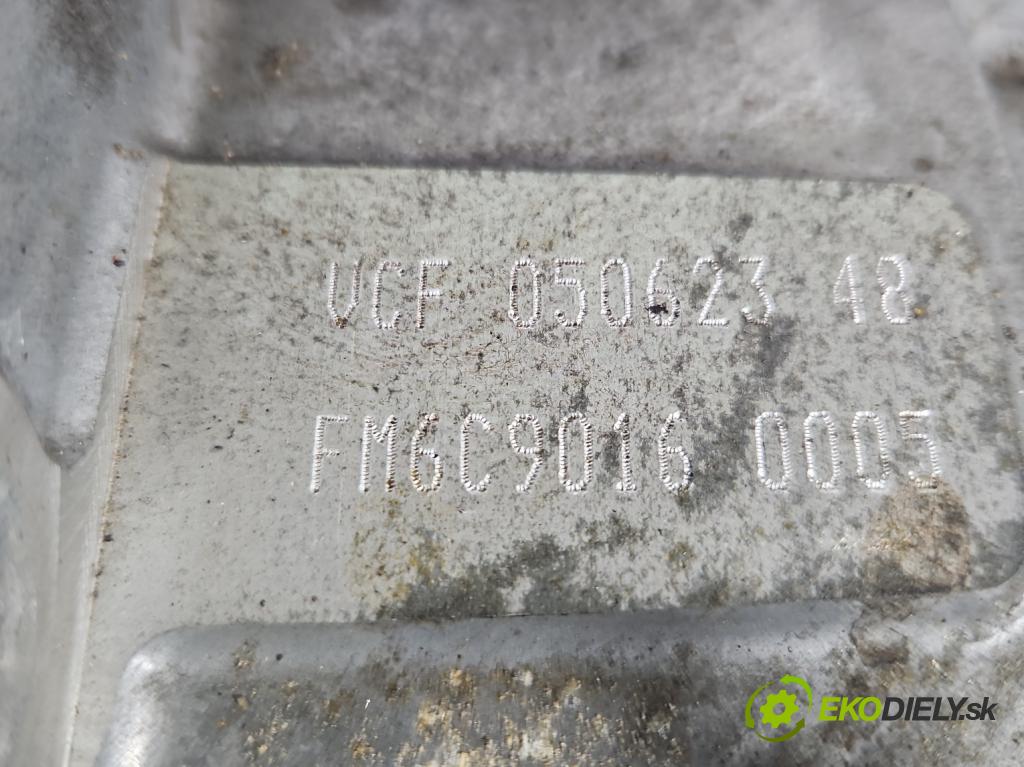 VCF 050623 48
FM6C9016 0005
EKODIELY.sk